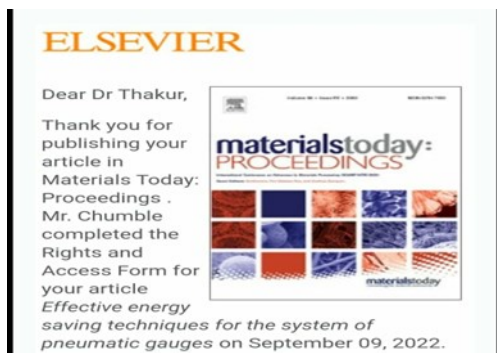 ELSEVIER
Dear Dr Thakur,
Thank you for
publishing your
article in
Materials Today:
Proceedings .
Mr. Chumble
completed the
Rights and
Access Form for
your article
Effective energy
saving techniques for the system of
pneumatic gauges on September 09, 2022.
materialstoday:
PROCEEDINGS
materialstoday